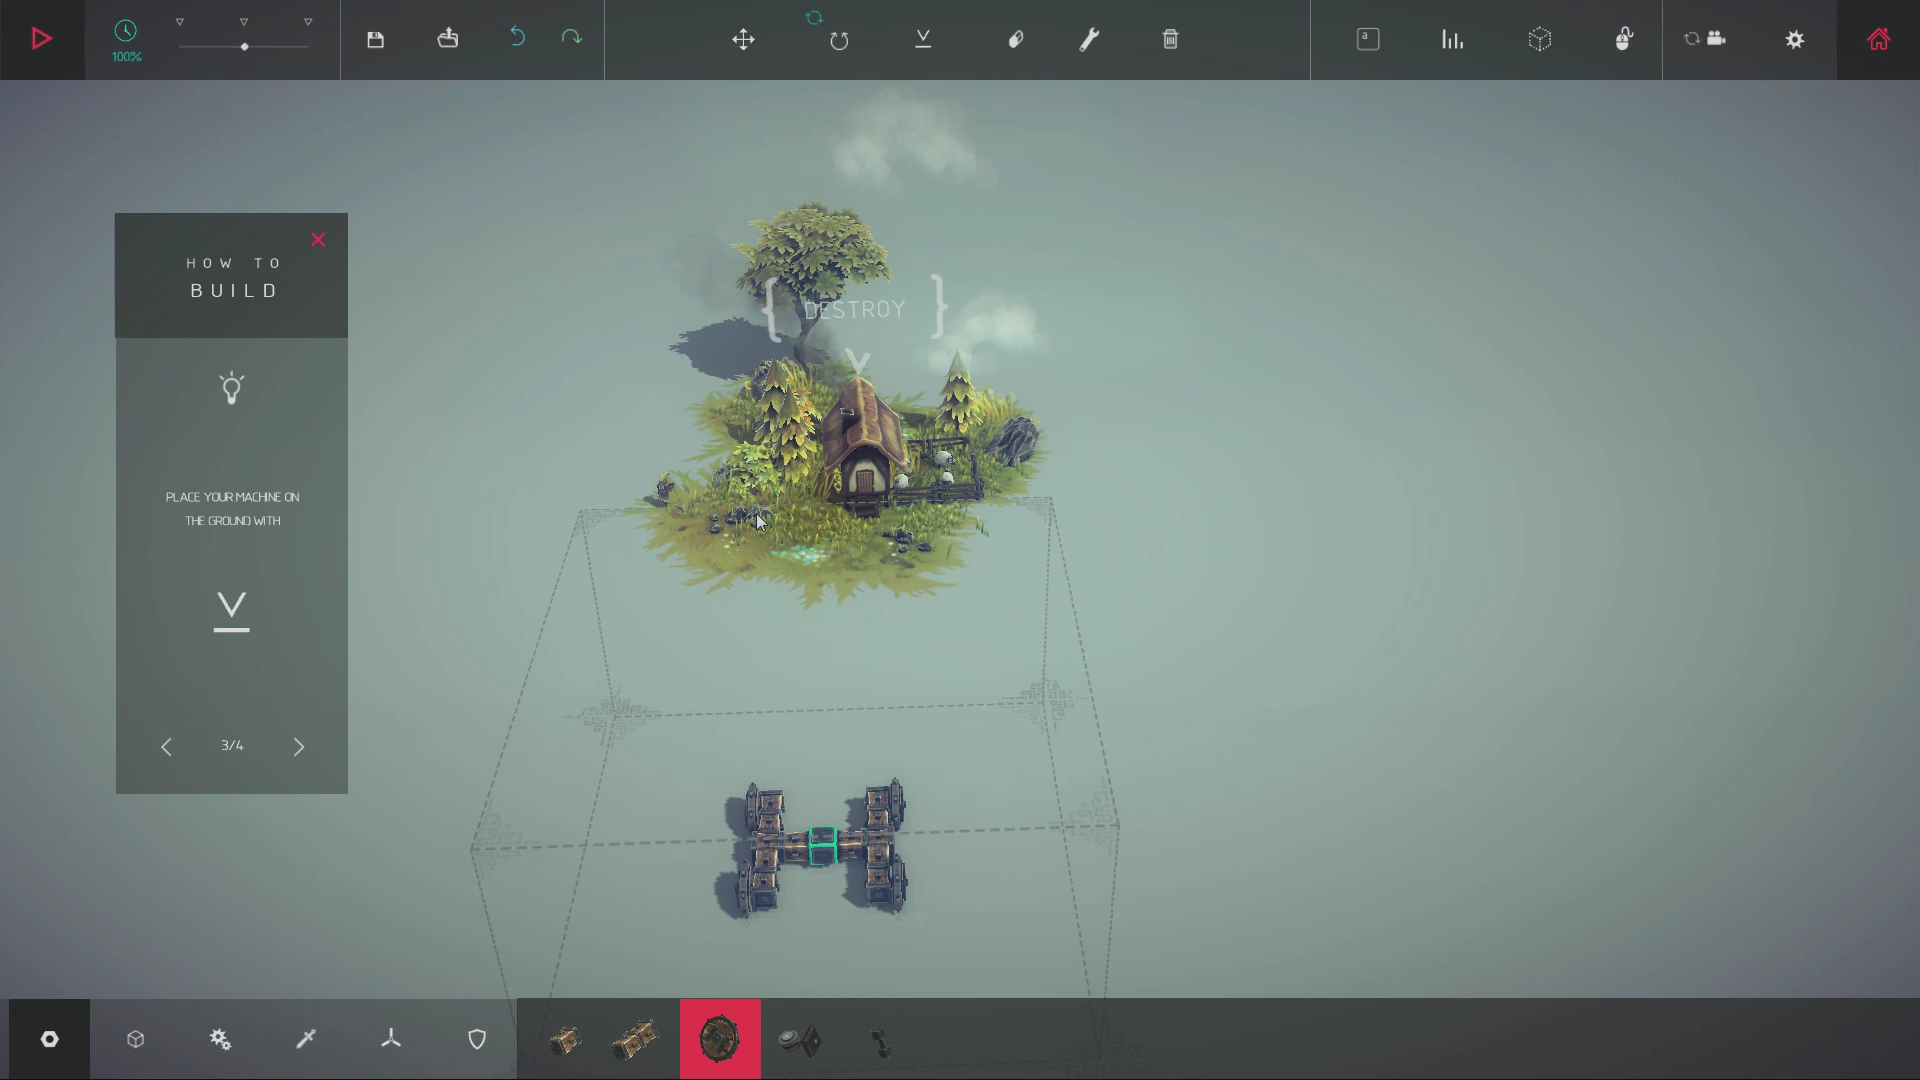 100%
a
HOW TO
BUILD
DESTROY
PLACE YOUR MACHINE ON
THE GROUND WITH
3/4